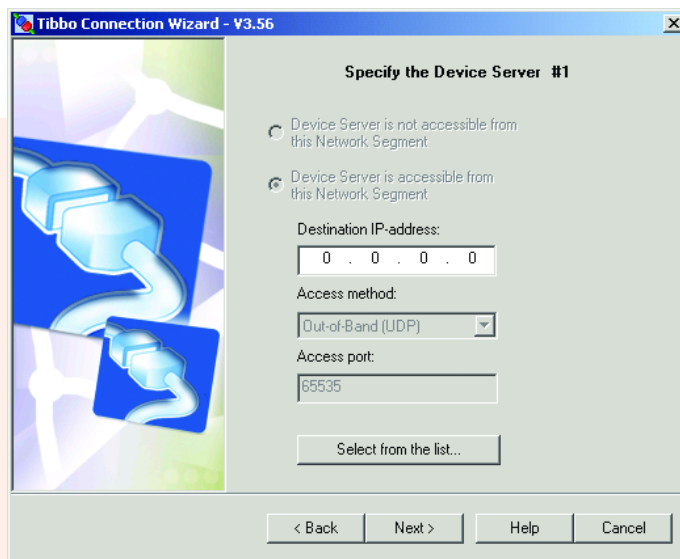 Tibbo Connection Wizard - V3.56
Specify the Device Server #1
Device Server is not accessible from
this Network Segment
Device Server is accessible from
this Network Segment
Destination IP-address:
0 . 0 . 0 . 0
Access method:
Out-of-Band (UDP)
Access port:
65535
Select from the list...
< Back Next > Help Cancel